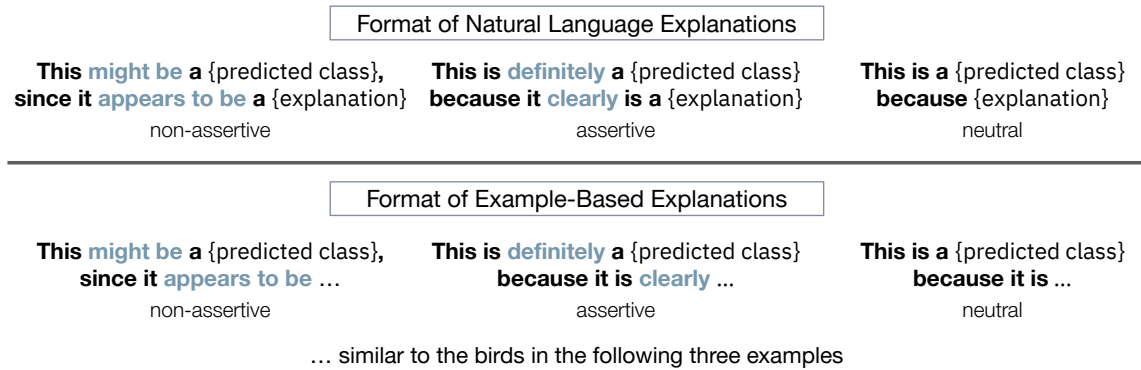 Format of Natural Language Explanations
This might be a {predicted class},
since it appears to be a {explanation}
non-assertive
This is definitely a {predicted class}
because it clearly is a {explanation}
assertive
This is a {predicted class}
because {explanation}
neutral
Format of Example-Based Explanations
This might be a {predicted class},
since it appears to be ...
non-assertive
This is definitely a {predicted class}
because it is clearly ...
assertive
This is a {predicted class}
because it is ...
neutral
... similar to the birds in the following three examples